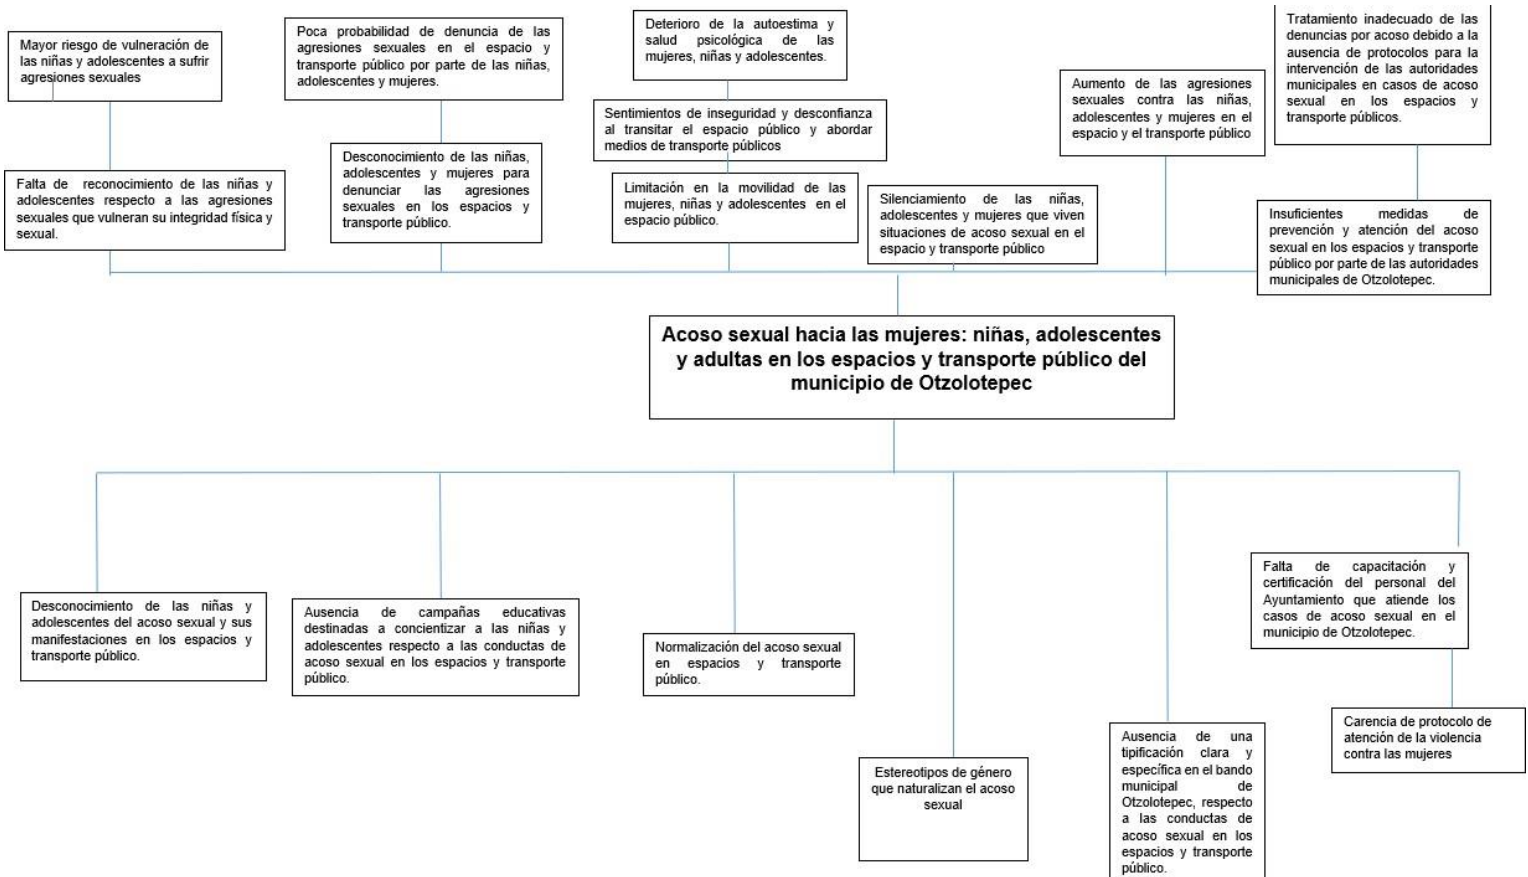 Mayor riesgo de vulneración de
las niñas y adolescentes a sufrir
agresiones sexuales
Poca probabilidad de denuncia de las
agresiones sexuales en el espacio y
transporte público por parte de las niñas,
adolescentes y mujeres.
Deterioro de la autoestima y
salud psicológica de las
mujeres, niñas y adolescentes.
Tratamiento inadecuado de las
denuncias por acoso debido a la
ausencia de protocolos para la
intervención de las autoridades
municipales en casos de acoso
sexual en los espacios y
transporte públicos.
Aumento de las agresiones
sexuales contra las niñas,
adolescentes y mujeres en el
espacio y el transporte público
Sentimientos de inseguridad y desconfianza
al transitar el espacio público y abordar
medios de transporte públicos
Falta de reconocimiento de las niñas y
adolescentes respecto a las agresiones
sexuales que vulneran su integridad física y
sexual.
Desconocimiento de las niñas,
adolescentes y mujeres para
denunciar las agresiones
sexuales en los espacios y
transporte público.
Limitación en la movilidad de las
mujeres, niñas y adolescentes en el
espacio público.
Silenciamiento de las niñas,
adolescentes y mujeres que viven
situaciones de acoso sexual en el
espacio y transporte público
Insuficientes medidas de
prevención y atención del acoso
sexual en los espacios y transporte
público por parte de las autoridades
municipales de Otzolotepec.
Acoso sexual hacia las mujeres: niñas, adolescentes
y adultas en los espacios y transporte público del
municipio de Otzolotepec
Desconocimiento de las niñas y
adolescentes del acoso sexual y sus
manifestaciones en los espacios y
transporte público.
Ausencia de campañas educativas
destinadas a concientizar a las niñas y
adolescentes respecto a las conductas de
acoso sexual en los espacios y transporte
público.
Normalización del acoso sexual
en espacios y transporte
público.
Estereotipos de género
que naturalizan el acoso
sexual
Ausencia de una
tipificación clara y
específica en el bando
municipal de
Otzolotepec, respecto
a las conductas de
acoso sexual en los
espacios y transporte
público.
Falta de capacitación y
certificación del personal del
Ayuntamiento que atiende los
casos de acoso sexual en el
municipio de Otzolotepec.
Carencia de protocolo de
atención de la violencia
contra las mujeres